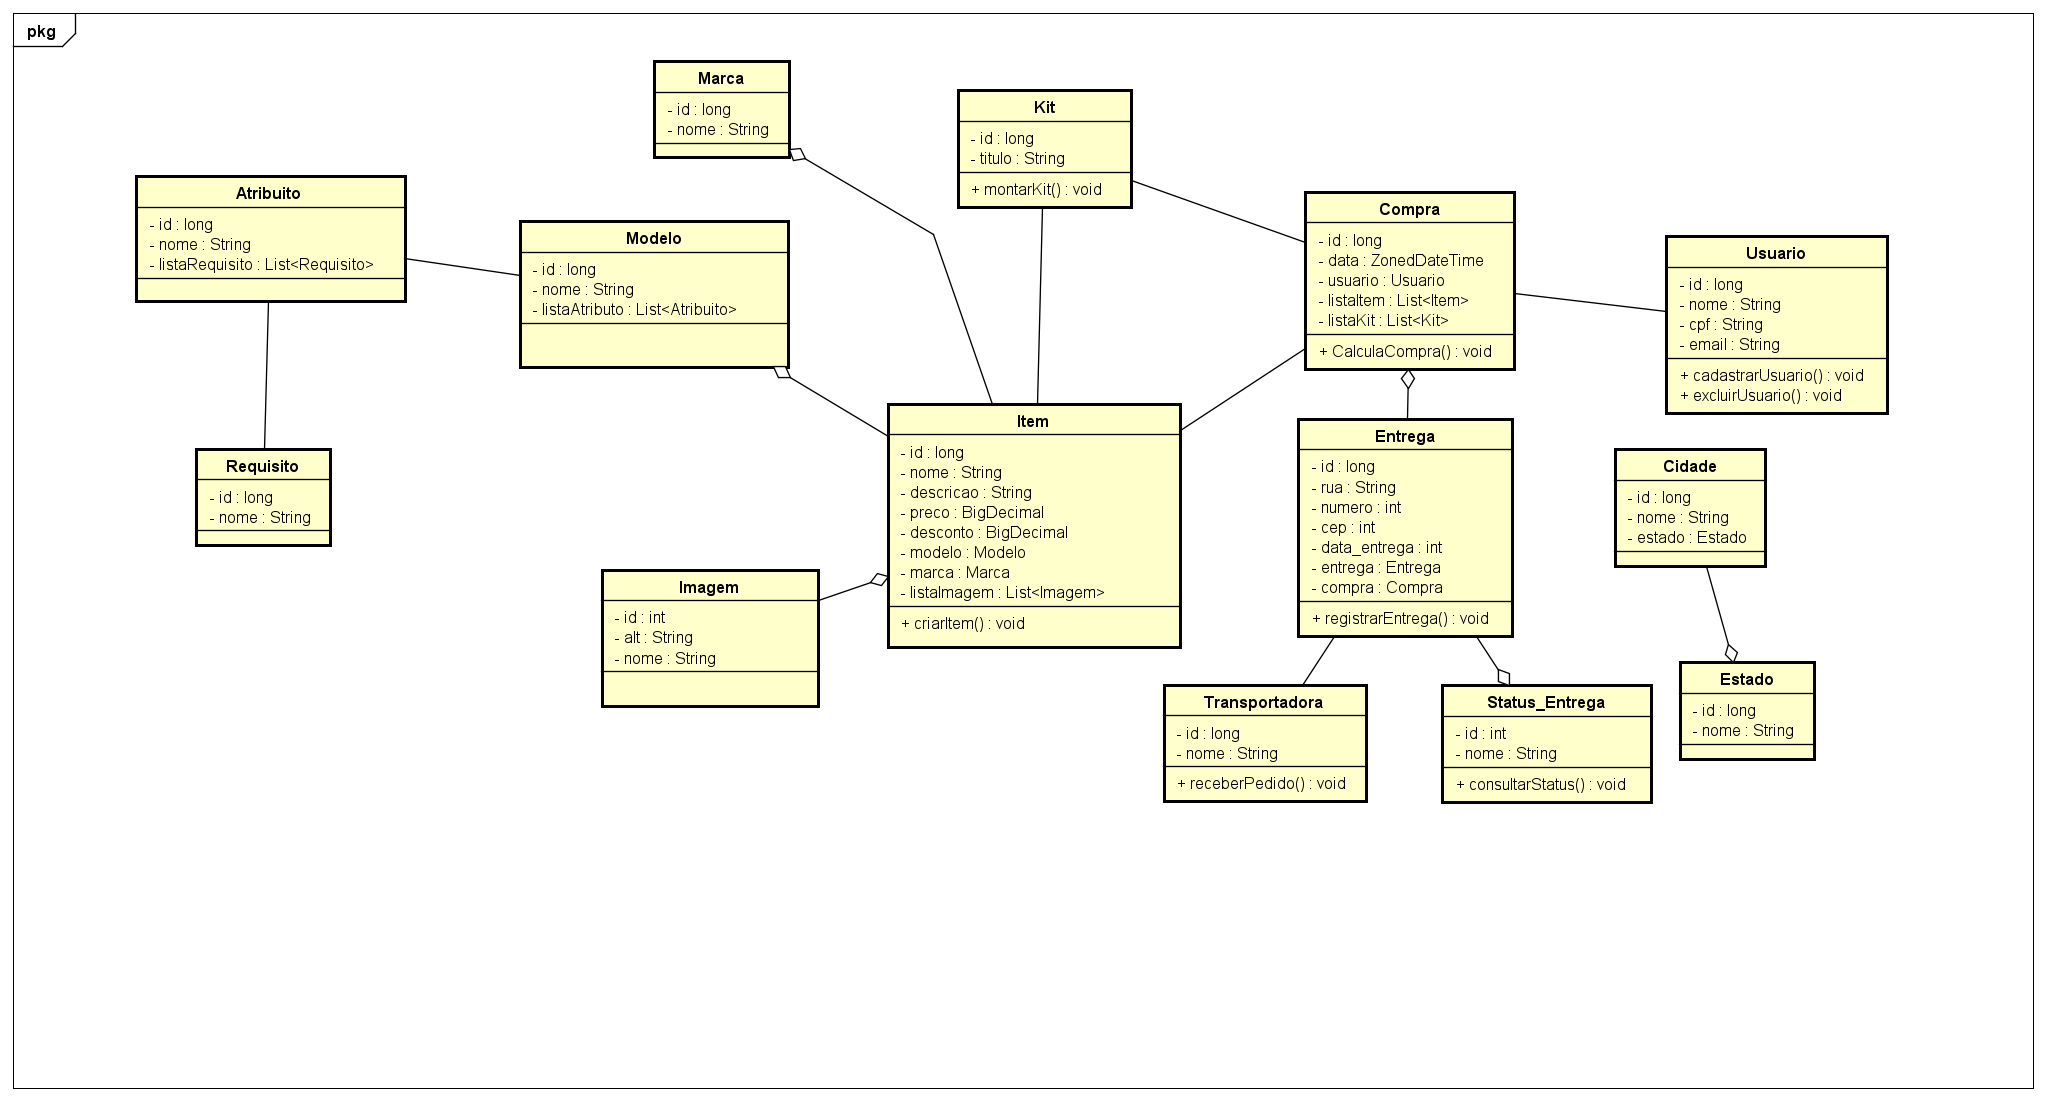 pkg
Marca
- id : long
- nome : String
Kit
- id : long
- titulo : String
+ montarKit() : void
Atribuito
- id : long
- nome : String
- listaRequisito : List<Requisito>
Modelo
- id : long
- nome : String
- listaAtributo : List<Atribuito>
Compra
- id : long
- data : ZonedDateTime
- usuario : Usuario
- listaItem : List<Item>
- listaKit : List<Kit>
+ CalculaCompra() : void
Usuario
- id : long
- nome : String
- cpf : String
- email : String
+ cadastrarUsuario() : void
+ excluirUsuario() : void
Item
- id : long
- nome : String
- descricao : String
- preco : BigDecimal
- desconto : BigDecimal
- modelo : Modelo
- marca : Marca
- listaImagem : List<Imagem>
+ criarItem() : void
Entrega
- id : long
- rua : String
- numero : int
- cep : int
- data_entrega : int
- entrega : Entrega
- compra : Compra
+ registrarEntrega() : void
Requisito
- id : long
- nome : String
Cidade
- id : long
- nome : String
- estado : Estado
Imagem
- id : int
- alt : String
- nome : String
Estado
- id : long
- nome : String
Transportadora
- id : long
- nome : String
+ receberPedido() : void
Status_Entrega
- id : int
- nome : String
+ consultarStatus() : void